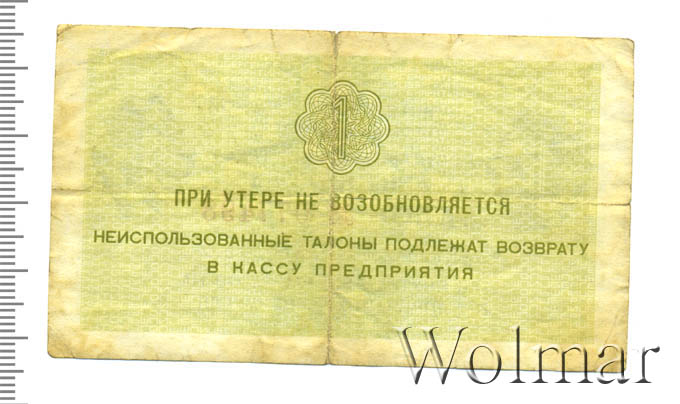 1
ПРИ УТЕРЕ НЕ ВОЗОБНОВЛЯЕТСЯ
НЕИСПОЛЬЗОВАННЫЕ ТАЛОНЫ ПОДЛЕЖАТ ВОЗВРАТУ
В КАССУ ПРЕДПРИЯТИЯ
Wolmar